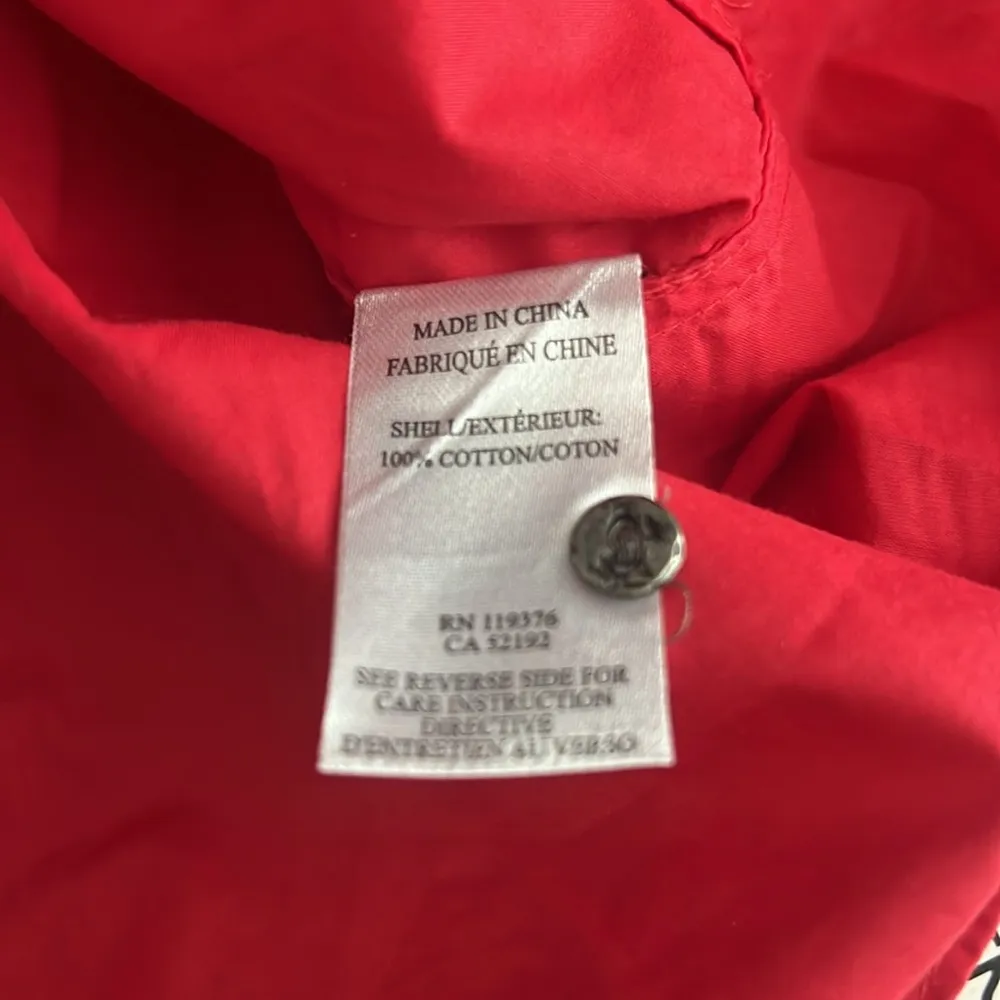 MADE IN CHINA
FABRIQUÉ EN CHINE
SHELL/EXTÉRIEUR:
100% COTTON/COTON
RN 119376
CA 52192
SEE REVERSE SIDE FOR
CARE INSTRUCTION
DIRECTIVE
D'ENTRETIEN AU VERSO